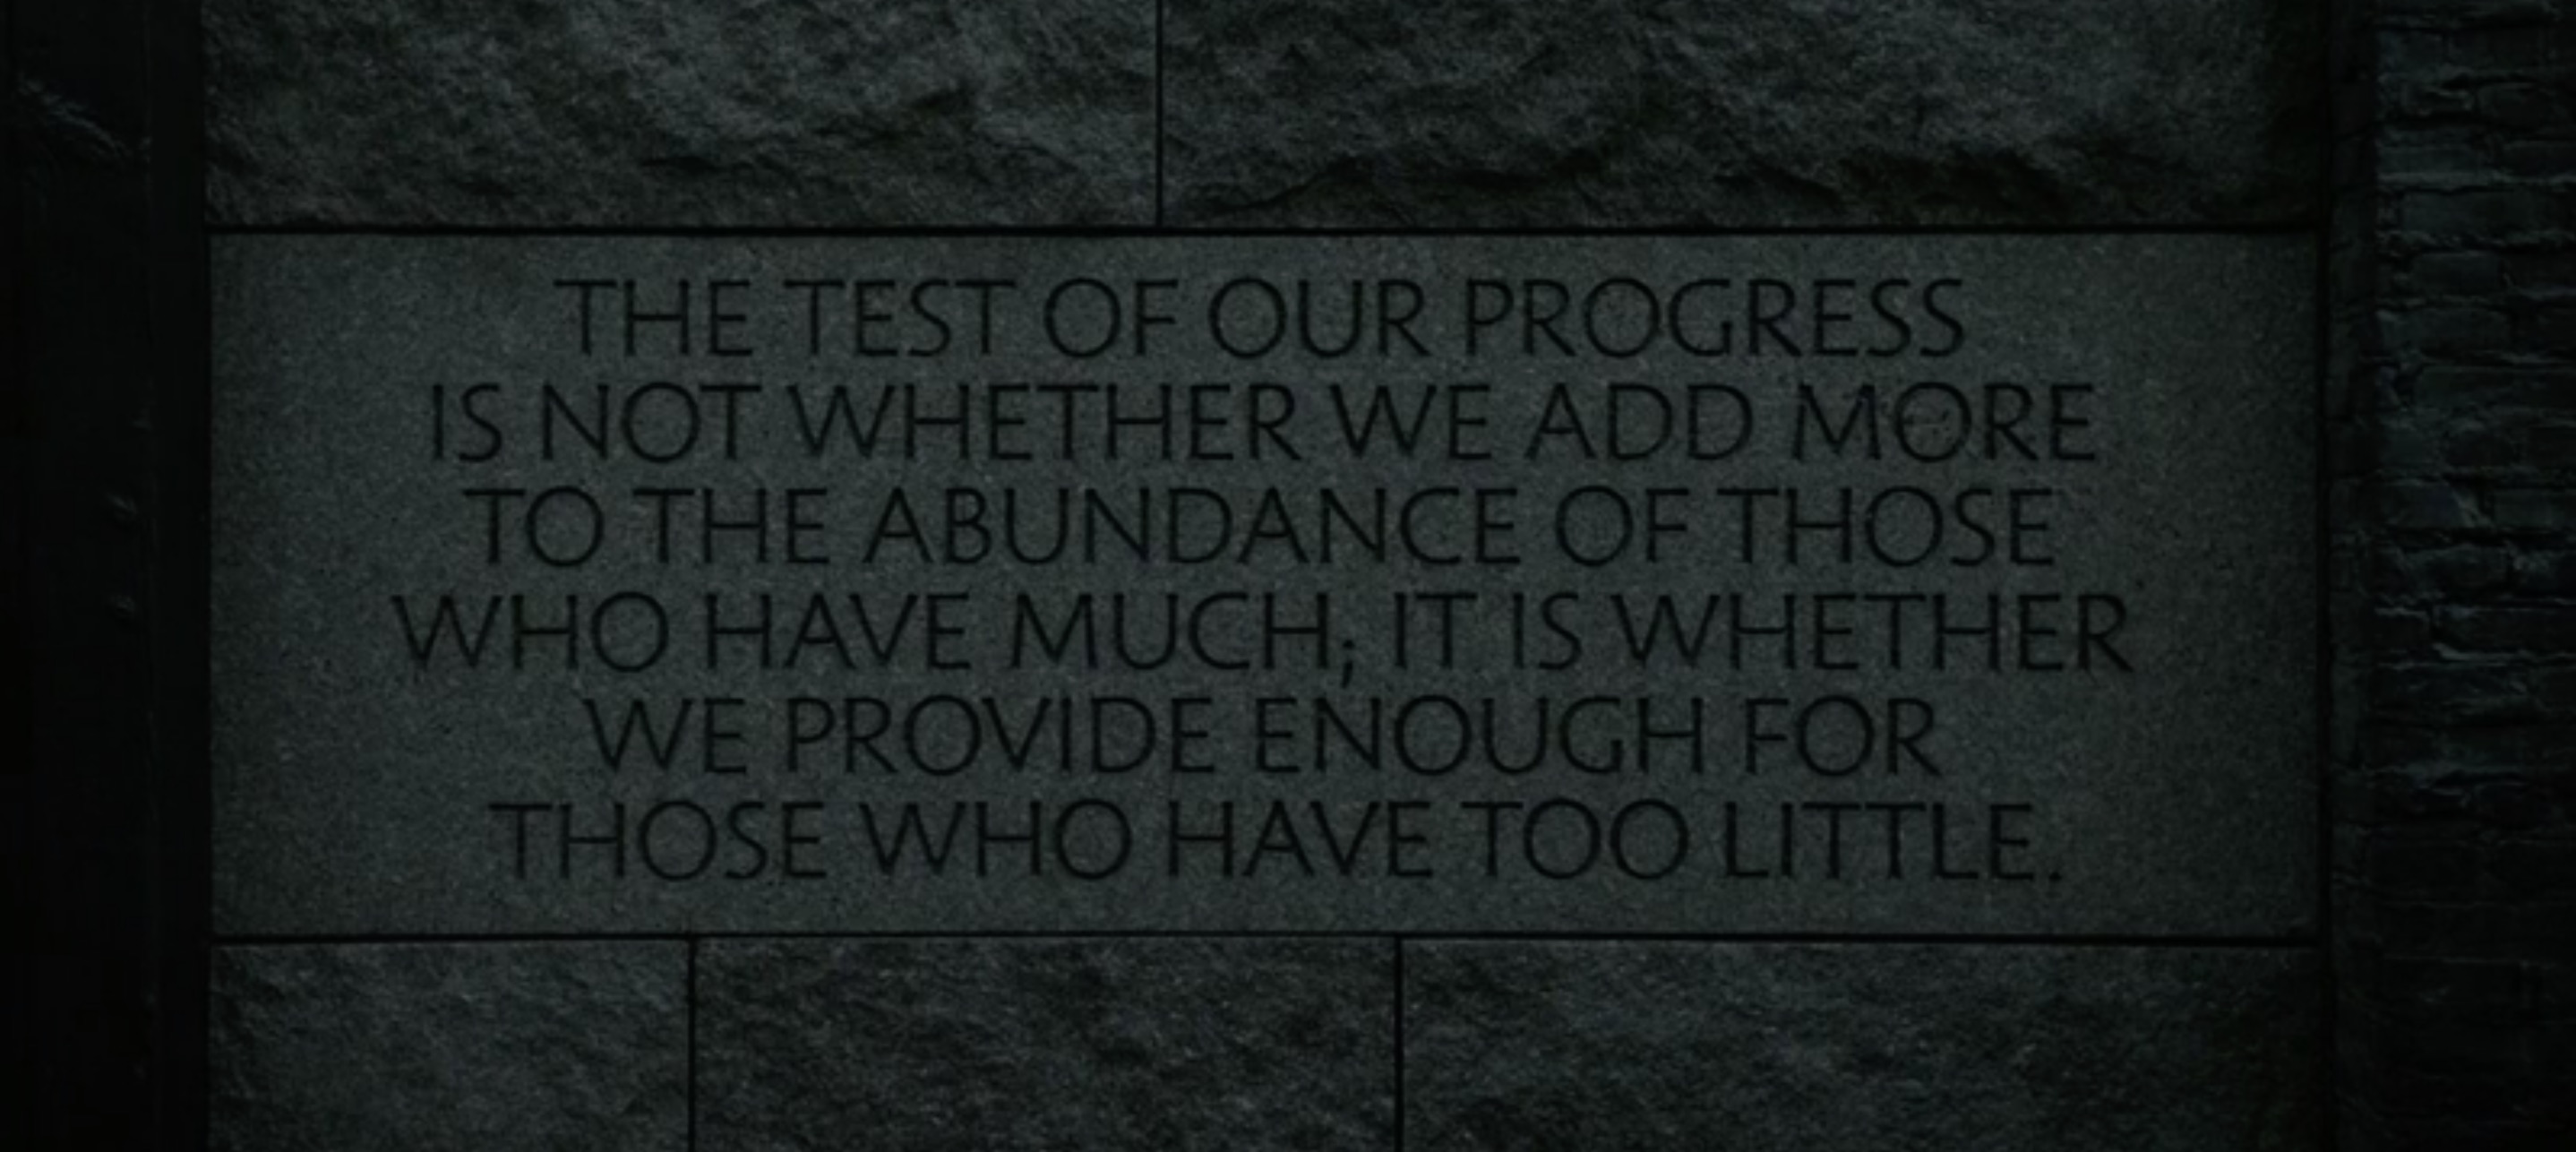 THE TEST OF OUR PROGRESS
IS NOT WHETHER WE ADD MORE
TO THE ABUNDANCE OF THOSE
WHO HAVE MUCH; IT IS WHETHER
WE PROVIDE ENOUGH FOR
THOSE WHO HAVE TOO LITTLE.